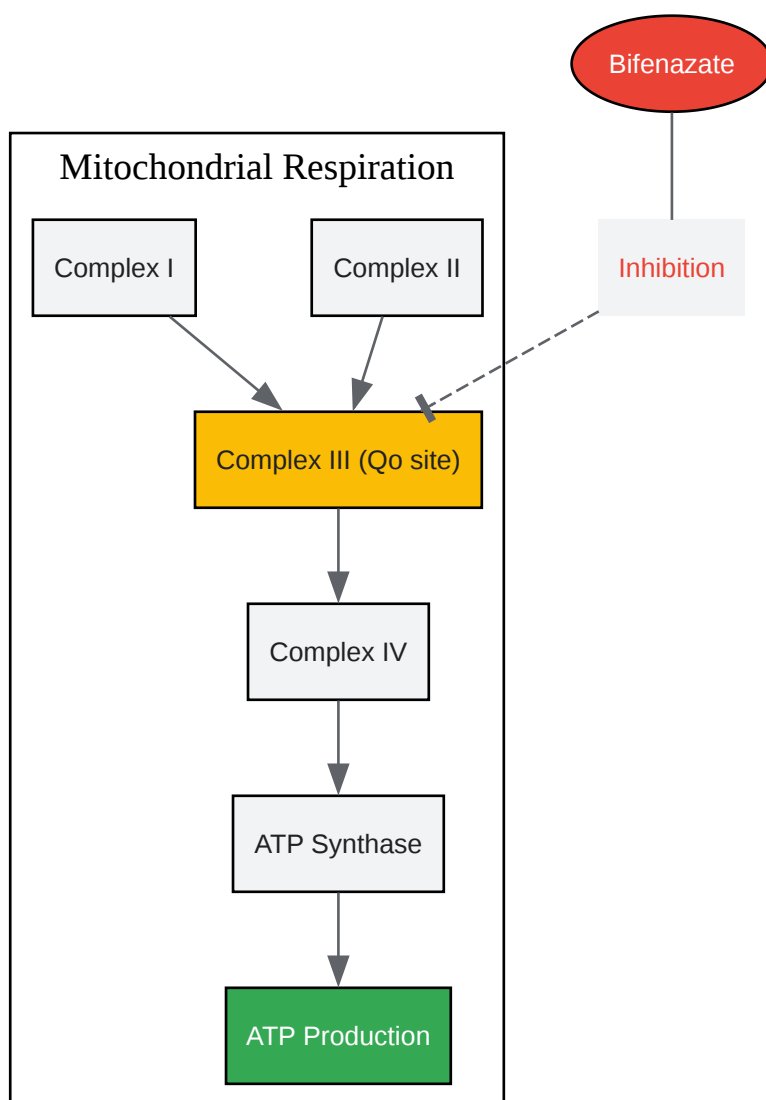 Bifenazate
Mitochondrial Respiration
Complex I
Complex II
Inhibition
Complex III (Qo site)
Complex IV
ATP Synthase
ATP Production